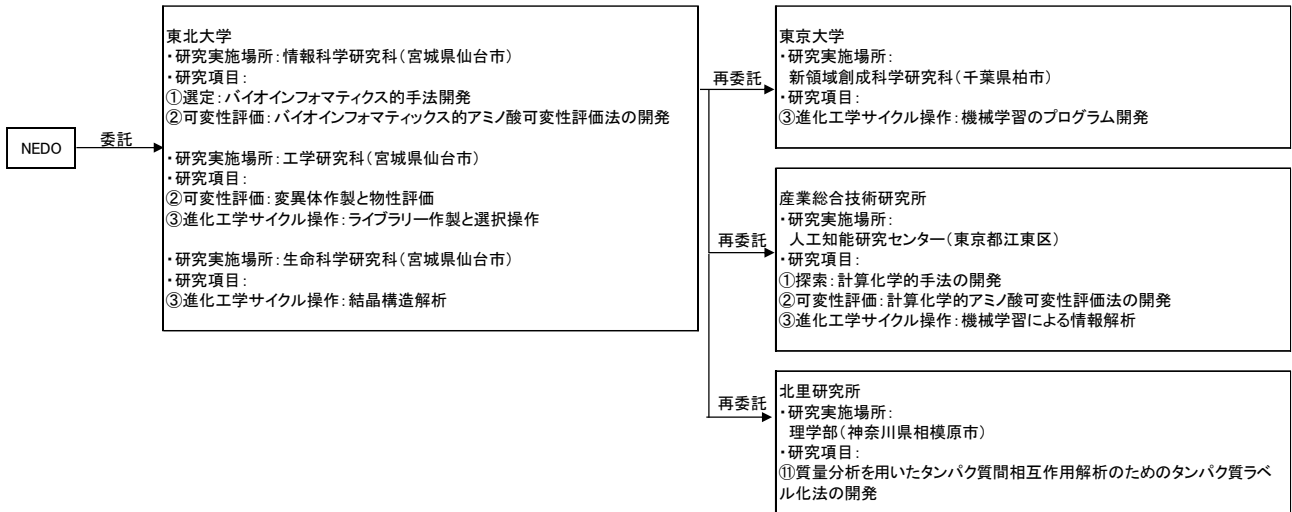 NEDO
委託
東北大学
・研究実施場所：情報科学研究科（宮城県仙台市）
・研究項目：
①選定：バイオインフォマティクス的手法開発
②可変性評価：バイオインフォマティックス的アミノ酸可変性評価法の開発
・研究実施場所：工学研究科（宮城県仙台市）
・研究項目：
②可変性評価：変異体作製と物性評価
③進化工学サイクル操作：ライブラリー作製と選択操作
・研究実施場所：生命科学研究科（宮城県仙台市）
・研究項目：
③進化工学サイクル操作：結晶構造解析
再委託
東京大学
・研究実施場所：
新領域創成科学研究科（千葉県柏市）
・研究項目：
③進化工学サイクル操作：機械学習のプログラム開発
再委託
産業総合技術研究所
・研究実施場所：
人工知能研究センター（東京都江東区）
・研究項目：
①探索：計算化学的手法の開発
②可変性評価：計算化学的アミノ酸可変性評価法の開発
③進化工学サイクル操作：機械学習による情報解析
再委託
北里研究所
・研究実施場所：
理学部（神奈川県相模原市）
・研究項目：
⑪質量分析を用いたタンパク質間相互作用解析のためのタンパク質ラベ
ル化法の開発